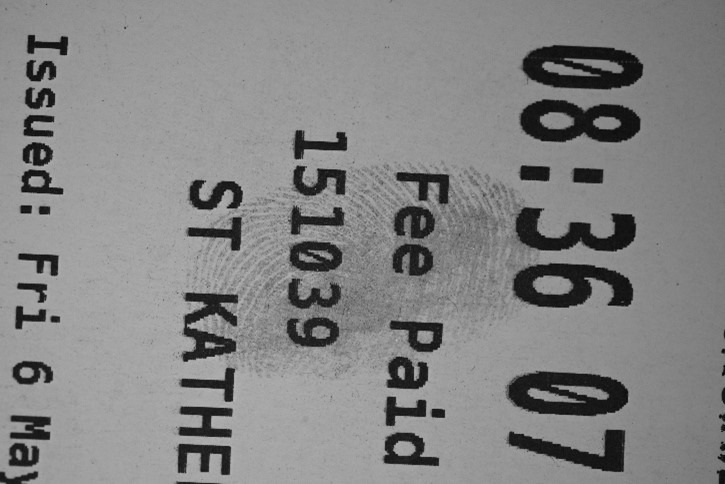 08:36 07
Fee Paid
151039
ST KATHE
Issued: Fri 6 May